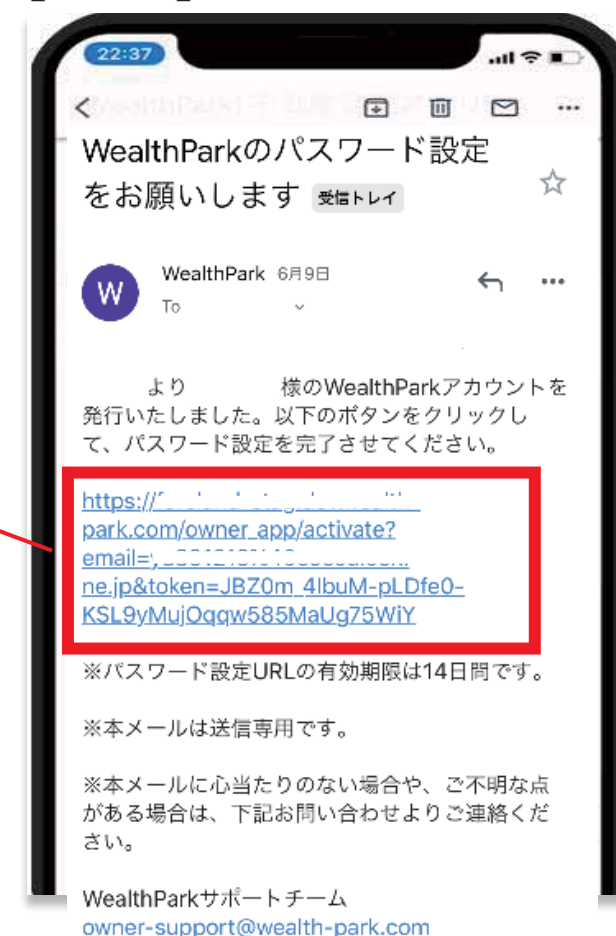 22:37
WealthParkのパスワード設定
をお願いします 受信トレイ
W
WealthPark 6月9日
To
より 様のWealthParkアカウントを
発行いたしました。以下のボタンをクリックし
て、パスワード設定を完了させてください。
https://
park.com/owner_app/activate?
email=
ne.jp&token=JBZ0m_4lbuM-pLDfe0-
KSL9yMujOqqw585MaUg75WiY
※パスワード設定URLの有効期限は14日間です。
※本メールは送信専用です。
※本メールに心当たりのない場合や、ご不明な点
がある場合は、下記お問い合わせよりご連絡くだ
さい。
WealthParkサポートチーム
owner-support@wealth-park.com